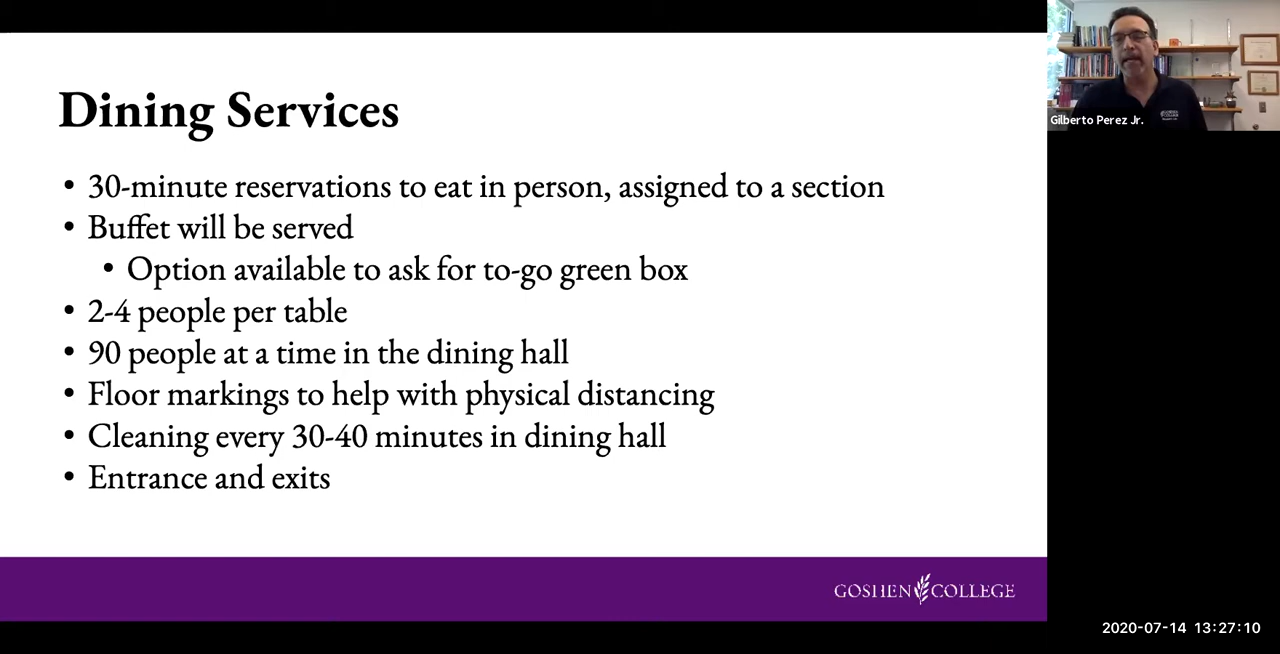 Dining Services
• 30-minute reservations to eat in person, assigned to a section
• Buffet will be served
• Option available to ask for to-go green box
• 2-4 people per table
• 90 people at a time in the dining hall
• Floor markings to help with physical distancing
• Cleaning every 30-40 minutes in dining hall
• Entrance and exits
GOSHEN COLLEGE
Gilberto Perez Jr.
2020-07-14 13:27:10